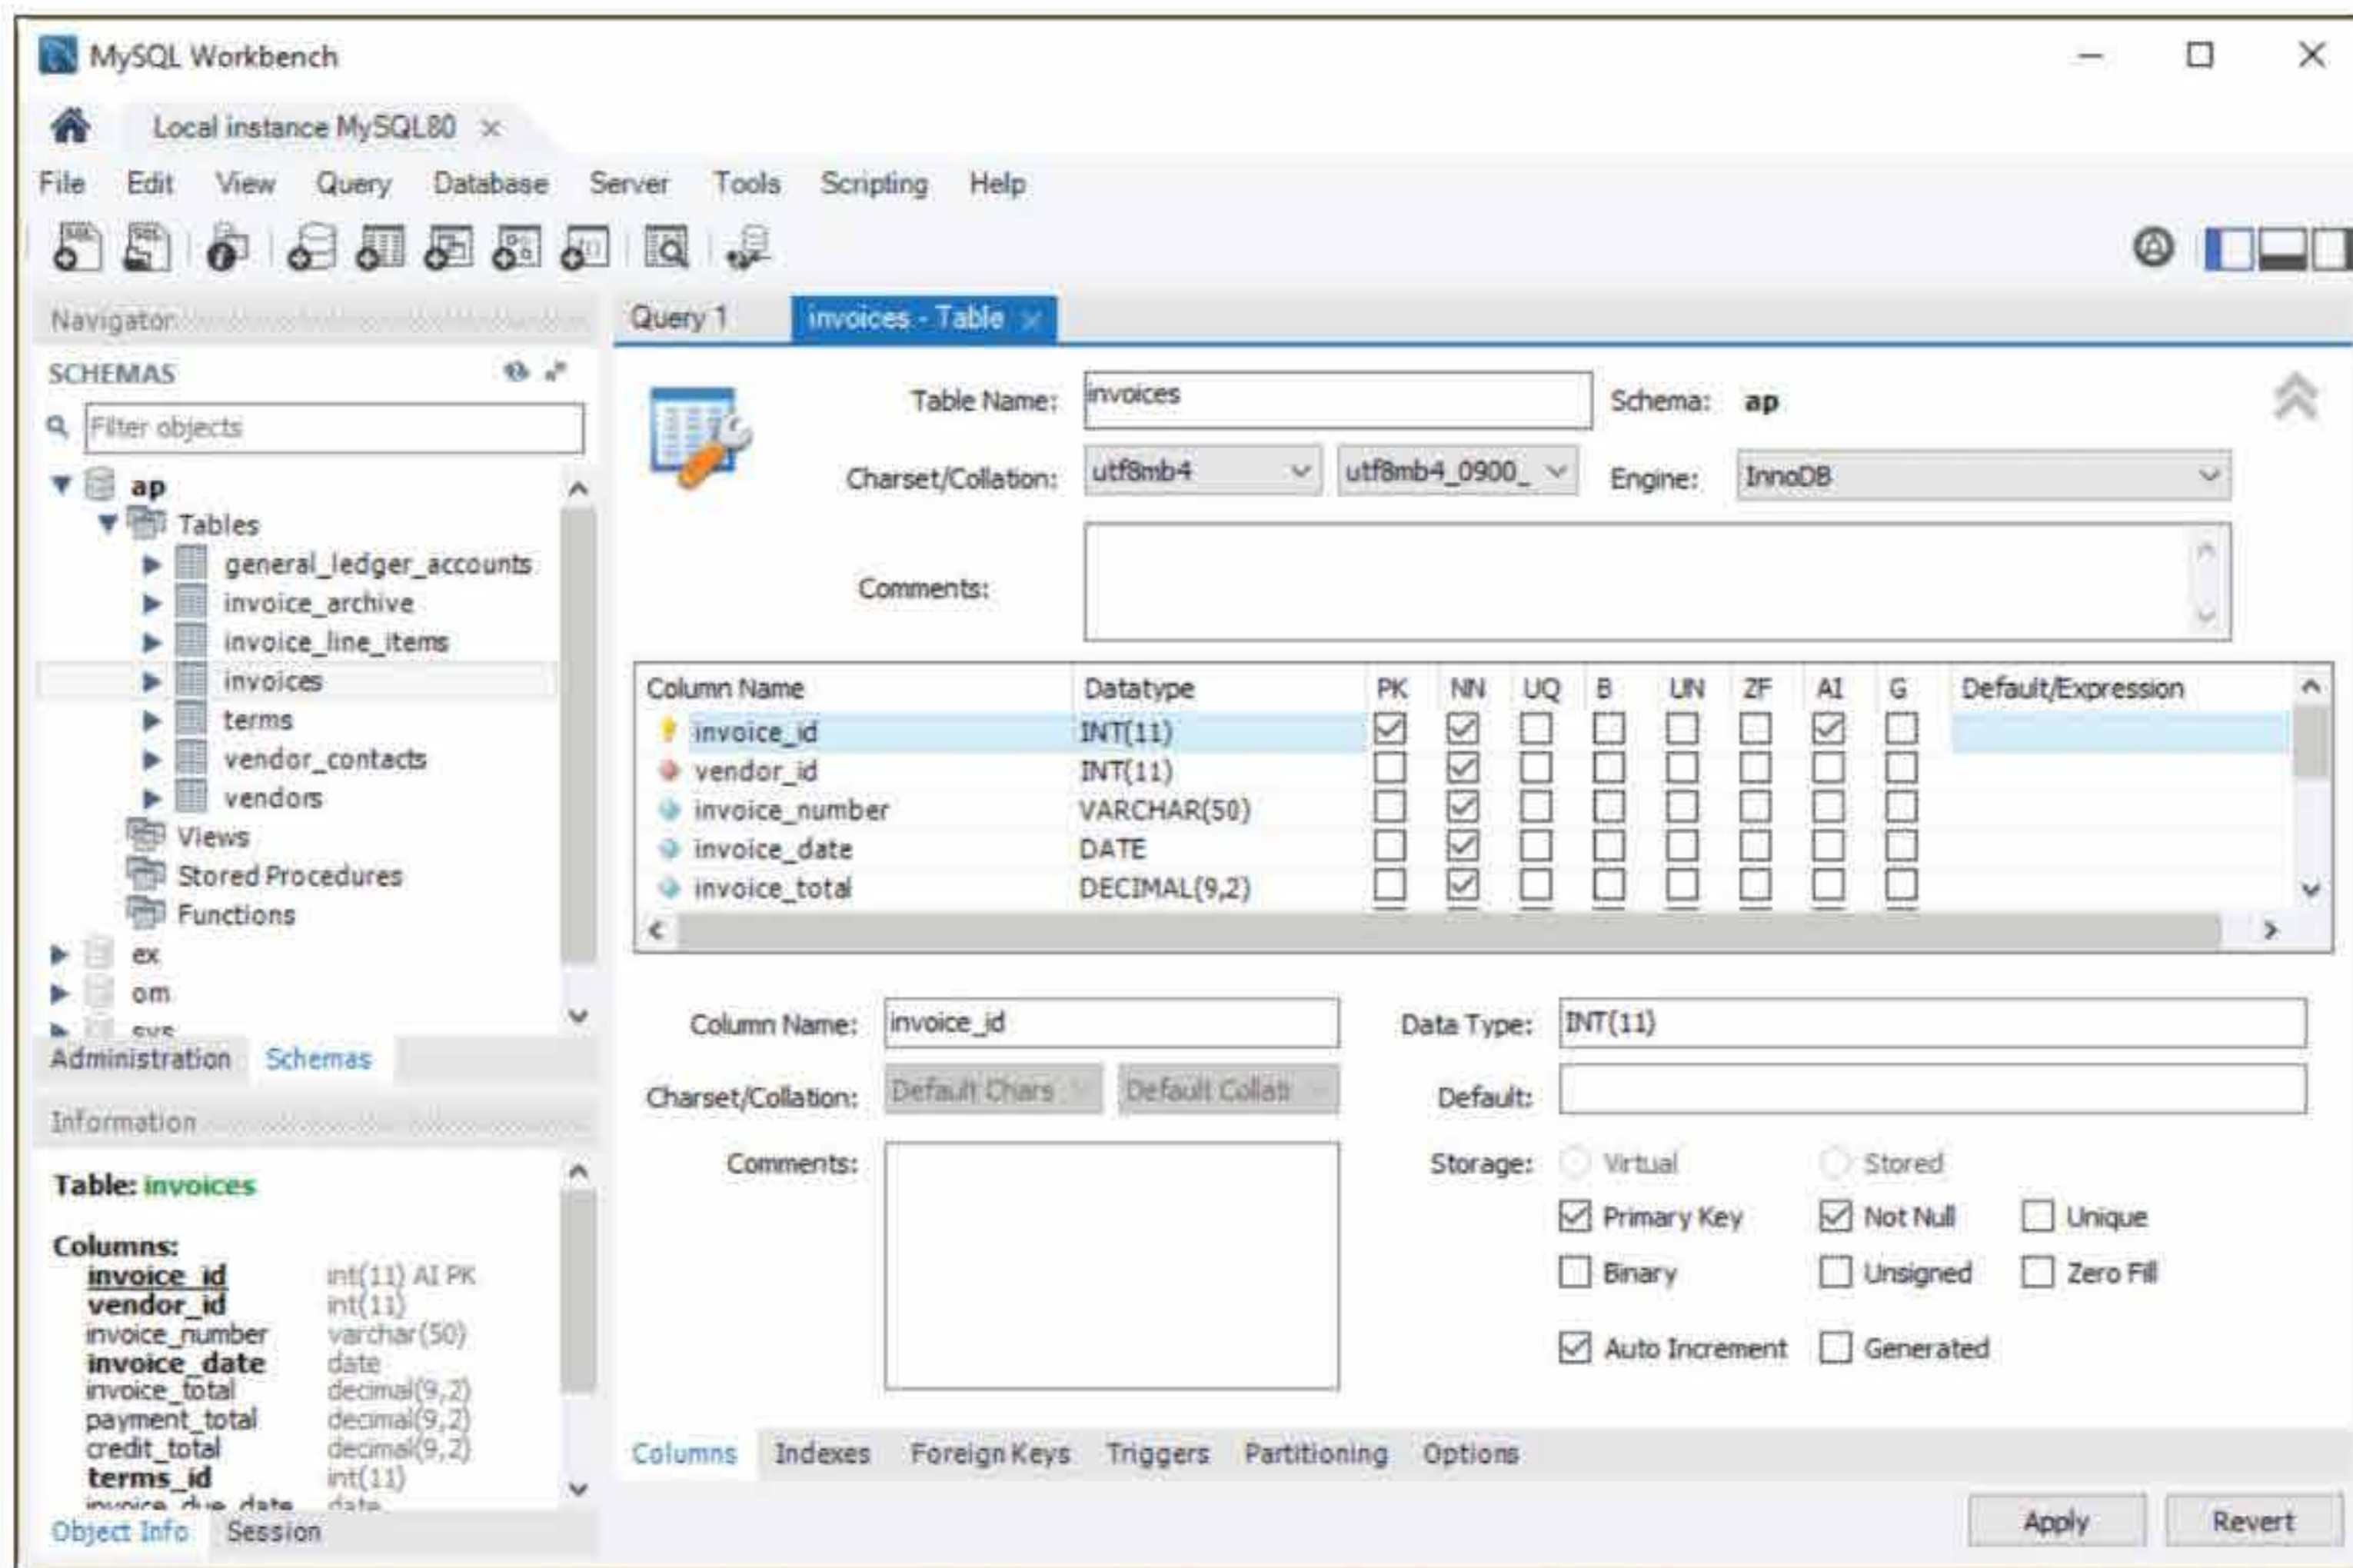 MySQL Workbench
Local instance MySQL80
File Edit View Query Database Server Tools Scripting Help
Navigator
SCHEMAS
Filter objects
ap
Tables
general_ledger_accounts
invoice_archive
invoice_line_items
invoices
terms
vendor_contacts
vendors
Views
Stored Procedures
Functions
ex
om
sys
Administration Schemas
Information
Table: invoices
Columns:
invoice_id int(11) AI PK
vendor_id int(11)
invoice_number varchar(50)
invoice_date date
invoice_total decimal(9,2)
payment_total decimal(9,2)
credit_total decimal(9,2)
terms_id int(11)
invoice_due_date date
Object Info Session
Query 1 invoices - Table
Table Name: invoices Schema: ap
Charset/Collation: utf8mb4 utf8mb4_0900_ Engine: InnoDB
Comments:
Column Name Datatype PK NN UQ B UN ZF AI G Default/Expression
invoice_id INT(11)
vendor_id INT(11)
invoice_number VARCHAR(50)
invoice_date DATE
invoice_total DECIMAL(9,2)
Column Name: invoice_id Data Type: INT(11)
Charset/Collation: Default Chars Default Collati Default:
Comments: Storage: Virtual Stored
Primary Key Not Null Unique
Binary Unsigned Zero Fill
Auto Increment Generated
Columns Indexes Foreign Keys Triggers Partitioning Options
Apply Revert